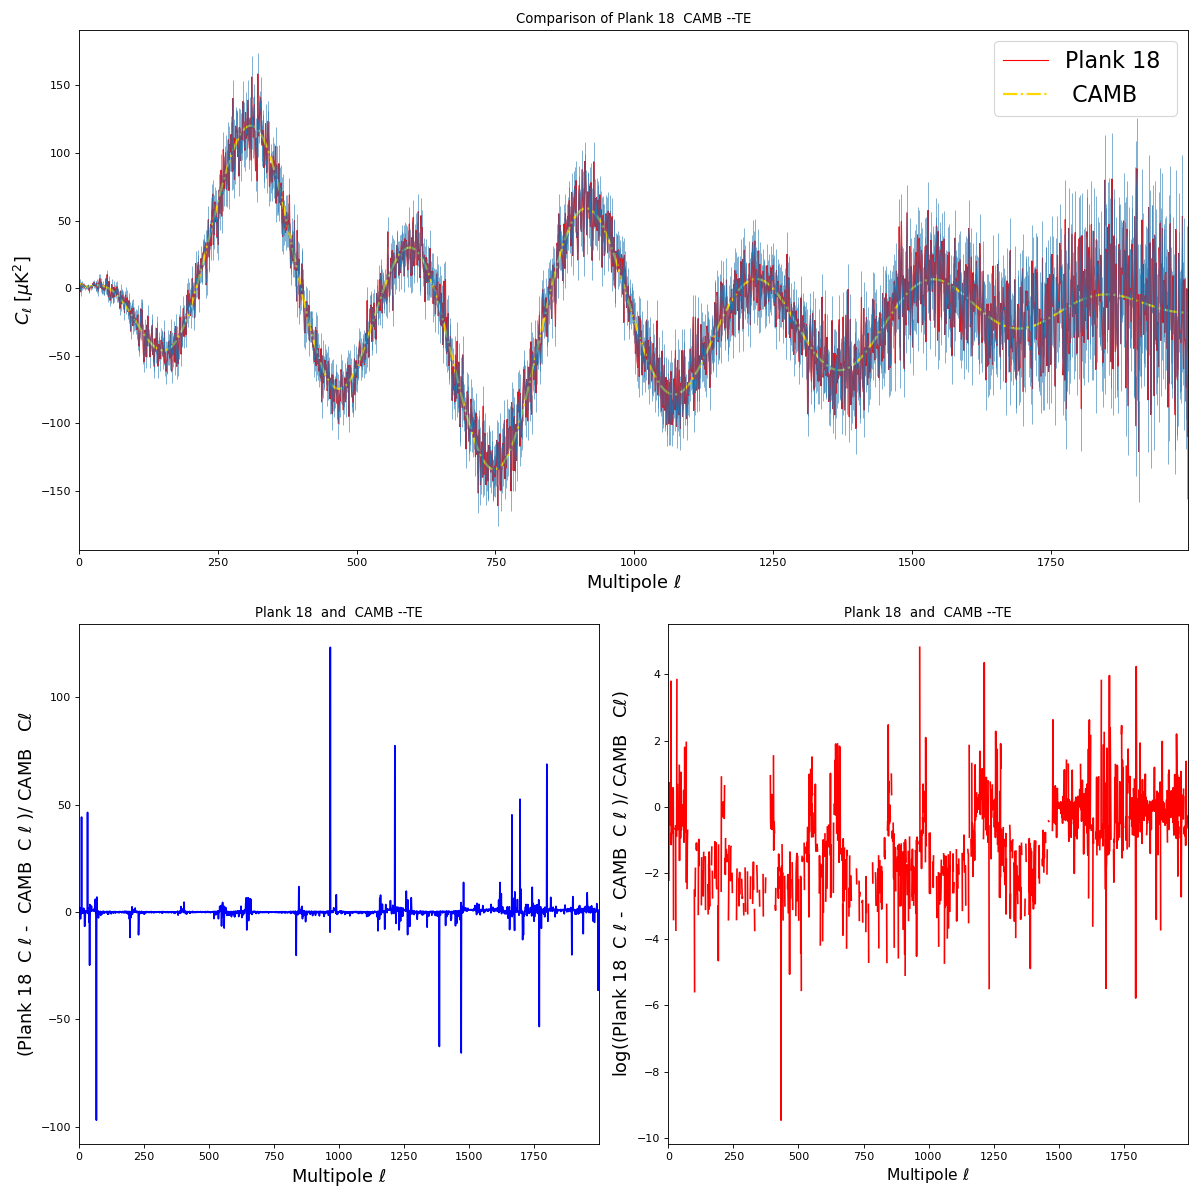 Comparison of Plank 18 CAMB --TE
Plank 18
CAMB
150
100
50
0
−50
−100
−150
Cℓ [μK²]
0 250 500 750 1000 1250 1500 1750
Multipole ℓ
Plank 18 and CAMB --TE
100
50
0
−50
−100
(Plank 18 C ℓ - CAMB C ℓ )/ CAMB Cℓ
0 250 500 750 1000 1250 1500 1750
Multipole ℓ
Plank 18 and CAMB --TE
4
2
0
−2
−4
−6
−8
−10
log((Plank 18 C ℓ - CAMB C ℓ )/ CAMB Cℓ)
0 250 500 750 1000 1250 1500 1750
Multipole ℓ